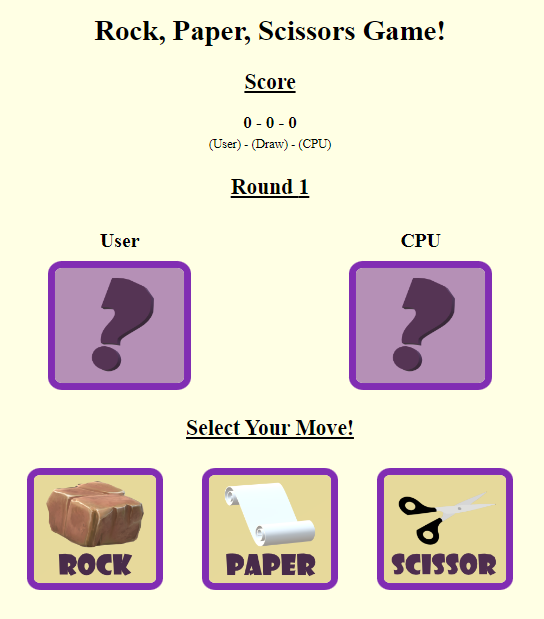 Rock, Paper, Scissors Game!
Score
0 - 0 - 0
(User) - (Draw) - (CPU)
Round 1
User CPU
? ?
Select Your Move!
ROCK PAPER SCISSOR